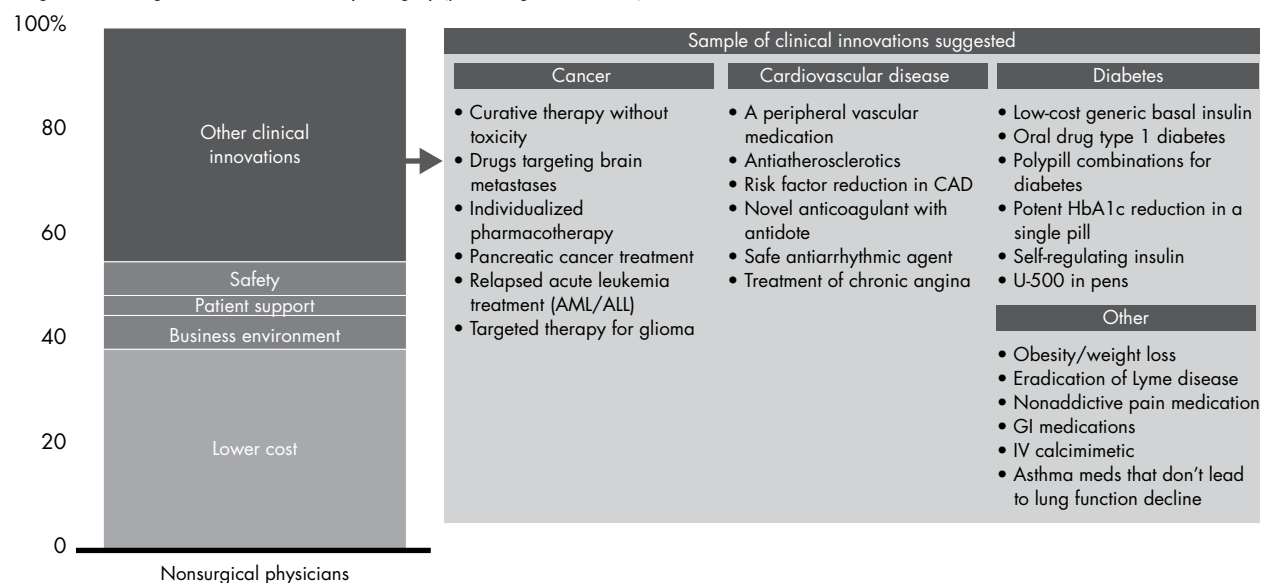 100%
80
60
40
20
0
Other clinical
innovations
Safety
Patient support
Business environment
Lower cost
Nonsurgical physicians
Sample of clinical innovations suggested
Cancer
• Curative therapy without
toxicity
• Drugs targeting brain
metastases
• Individualized
pharmacotherapy
• Pancreatic cancer treatment
• Relapsed acute leukemia
treatment (AML/ALL)
• Targeted therapy for glioma
Cardiovascular disease
• A peripheral vascular
medication
• Antiatherosclerotics
• Risk factor reduction in CAD
• Novel anticoagulant with
antidote
• Safe antiarrhythmic agent
• Treatment of chronic angina
Diabetes
• Low-cost generic basal insulin
• Oral drug type 1 diabetes
• Polypill combinations for
diabetes
• Potent HbA1c reduction in a
single pill
• Self-regulating insulin
• U-500 in pens
Other
• Obesity/weight loss
• Eradication of Lyme disease
• Nonaddictive pain medication
• GI medications
• IV calcimimetic
• Asthma meds that don’t lead
to lung function decline